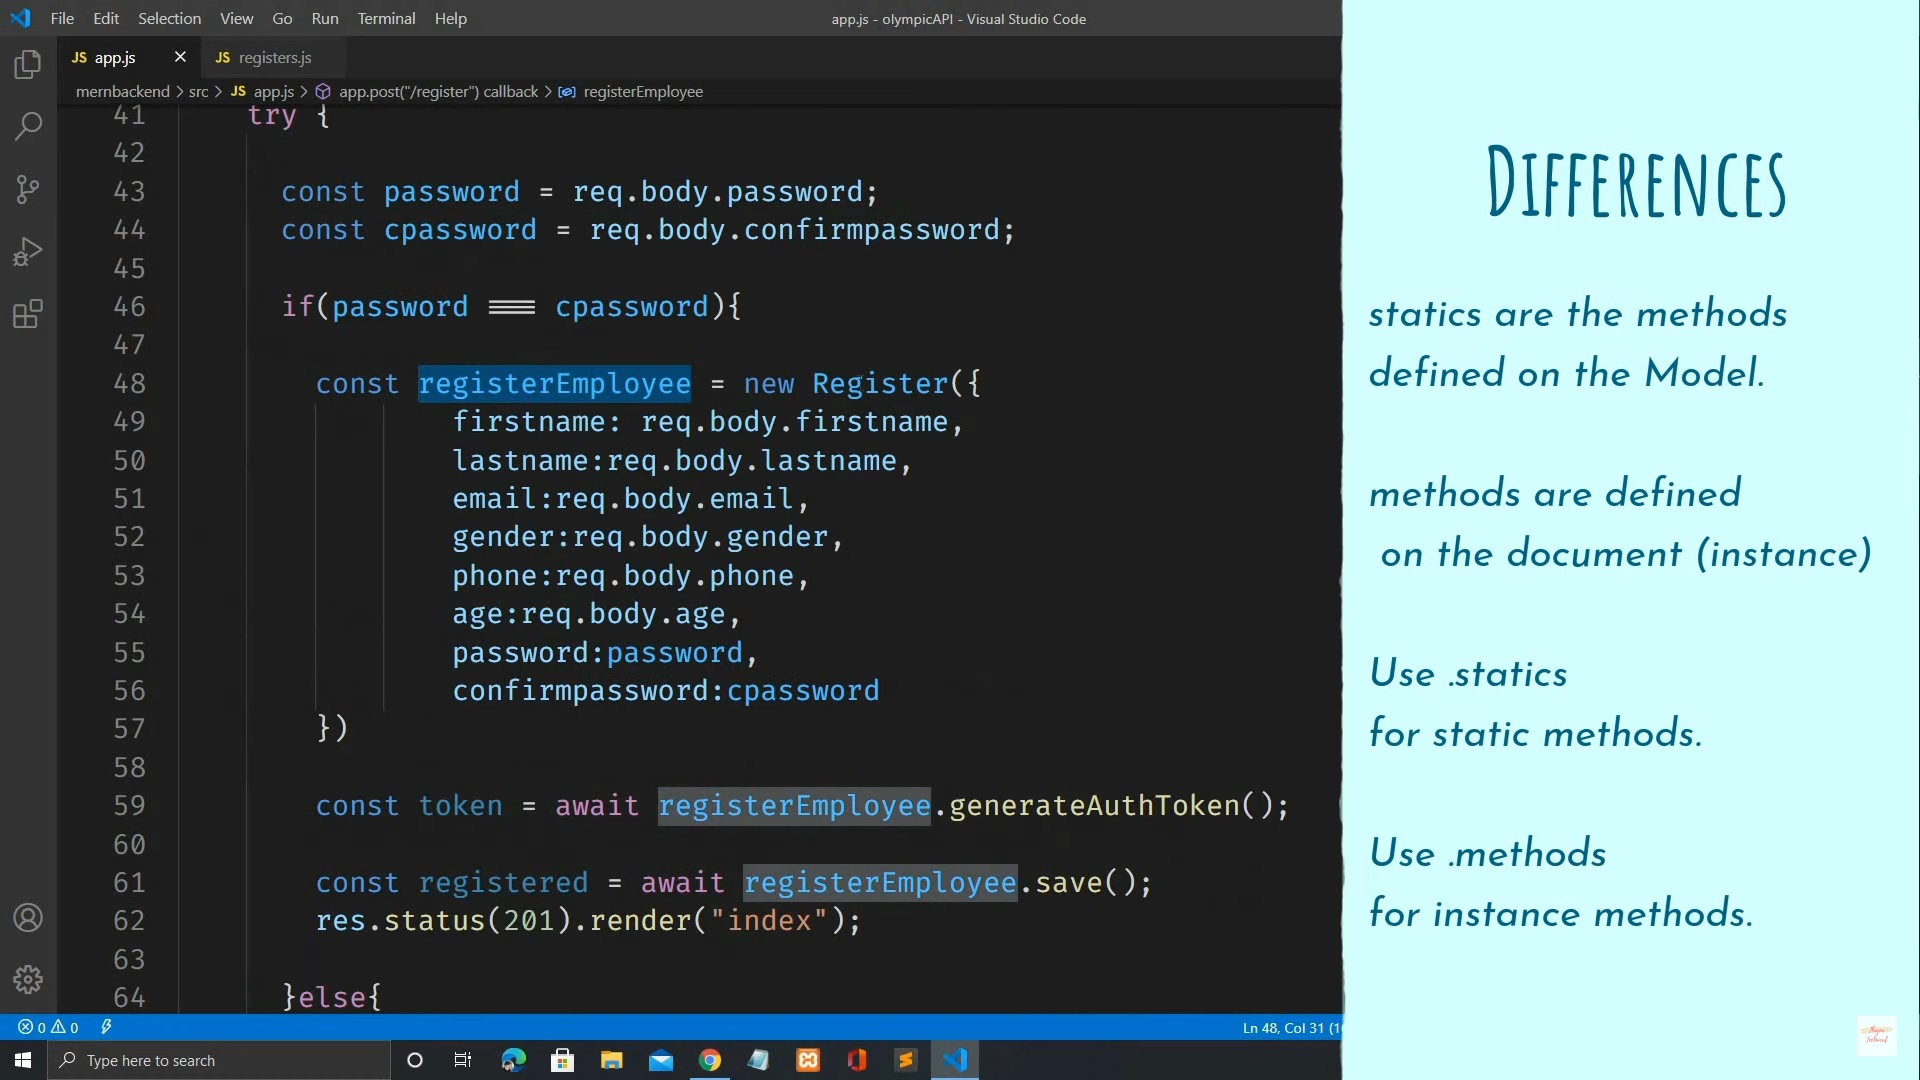 File Edit Selection View Go Run Terminal Help
app.js - olympicAPI - Visual Studio Code
JS app.js
JS registers.js
mernbackend > src > JS app.js > app.post("/register") callback > registerEmployee
41 try {
42
43 const password = req.body.password;
44 const cpassword = req.body.confirmpassword;
45
46 if(password === cpassword){
47
48 const registerEmployee = new Register({
49 firstname: req.body.firstname,
50 lastname:req.body.lastname,
51 email:req.body.email,
52 gender:req.body.gender,
53 phone:req.body.phone,
54 age:req.body.age,
55 password:password,
56 confirmpassword:cpassword
57 })
58
59 const token = await registerEmployee.generateAuthToken();
60
61 const registered = await registerEmployee.save();
62 res.status(201).render("index");
63
64 }else{
0 0
Ln 48, Col 31
Type here to search
DIFFERENCES
statics are the methods
defined on the Model.
methods are defined
on the document (instance)
Use .statics
for static methods.
Use .methods
for instance methods.